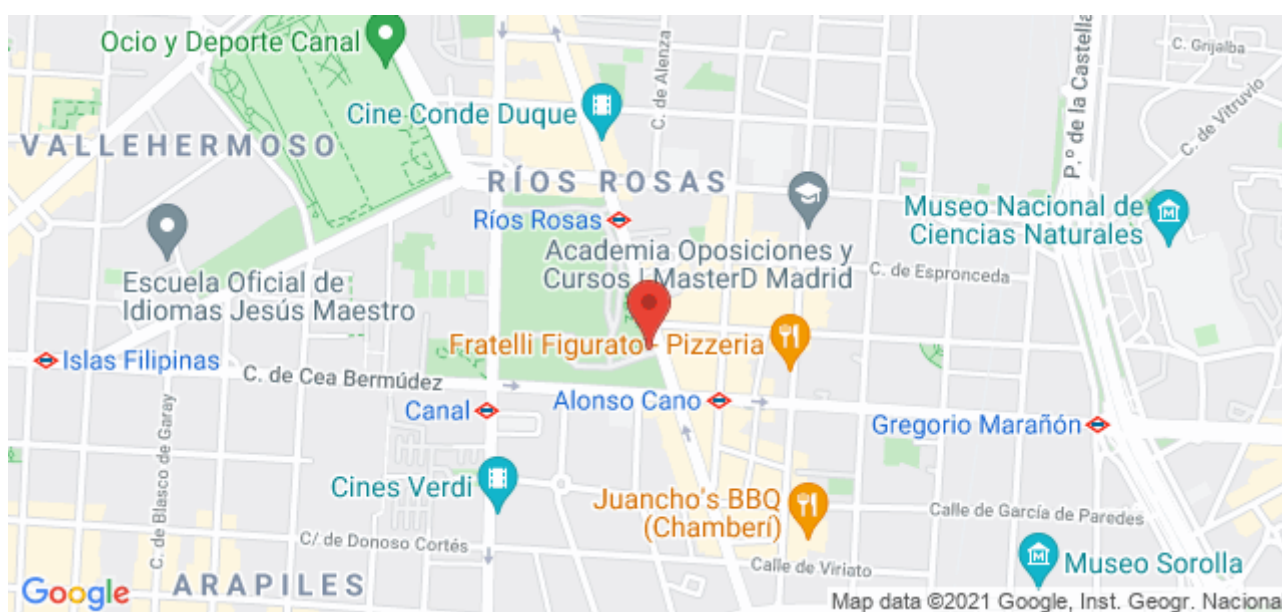 Ocio y Deporte Canal
C. Grijalba
Cine Conde Duque
C. de Alenza
P.º de la Castella
C. de Vitruvio
VALLEHERMOSO
RÍOS ROSAS
Ríos Rosas
Museo Nacional de
Ciencias Naturales
Academia Oposiciones y
Cursos | MasterD Madrid
C. de Espronceda
Escuela Oficial de
Idiomas Jesús Maestro
Fratelli Figurato - Pizzeria
Islas Filipinas
C. de Cea Bermúdez
Canal
Alonso Cano
Gregorio Marañón
C. de Blasco de Garay
Cines Verdi
Juancho's BBQ
(Chamberí)
Calle de García de Paredes
C/ de Donoso Cortés
Calle de Viriato
Museo Sorolla
ARAPILES
Google
Map data ©2021 Google, Inst. Geogr. Naciona